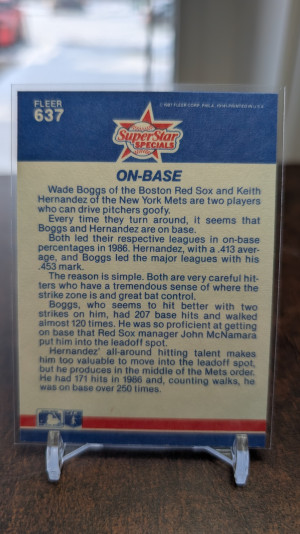 FLEER
637
© 1987 FLEER CORP., PHILA., 19141-PRINTED IN U.S.A.
SuperStar
SPECIALS
ON-BASE
Wade Boggs of the Boston Red Sox and Keith
Hernandez of the New York Mets are two players
who can drive pitchers goofy.
Every time they turn around, it seems that
Boggs and Hernandez are on base.
Both led their respective leagues in on-base
percentages in 1986. Hernandez, with a .413 aver-
age, and Boggs led the major leagues with his
.453 mark.
The reason is simple. Both are very careful hit-
ters who have a tremendous sense of where the
strike zone is and great bat control.
Boggs, who seems to hit better with two
strikes on him, had 207 base hits and walked
almost 120 times. He was so proficient at getting
on base that Red Sox manager John McNamara
put him into the leadoff spot.
Hernandez' all-around hitting talent makes
him too valuable to move into the leadoff spot,
but he produces in the middle of the Mets order.
He had 171 hits in 1986 and, counting walks, he
was on base over 250 times.